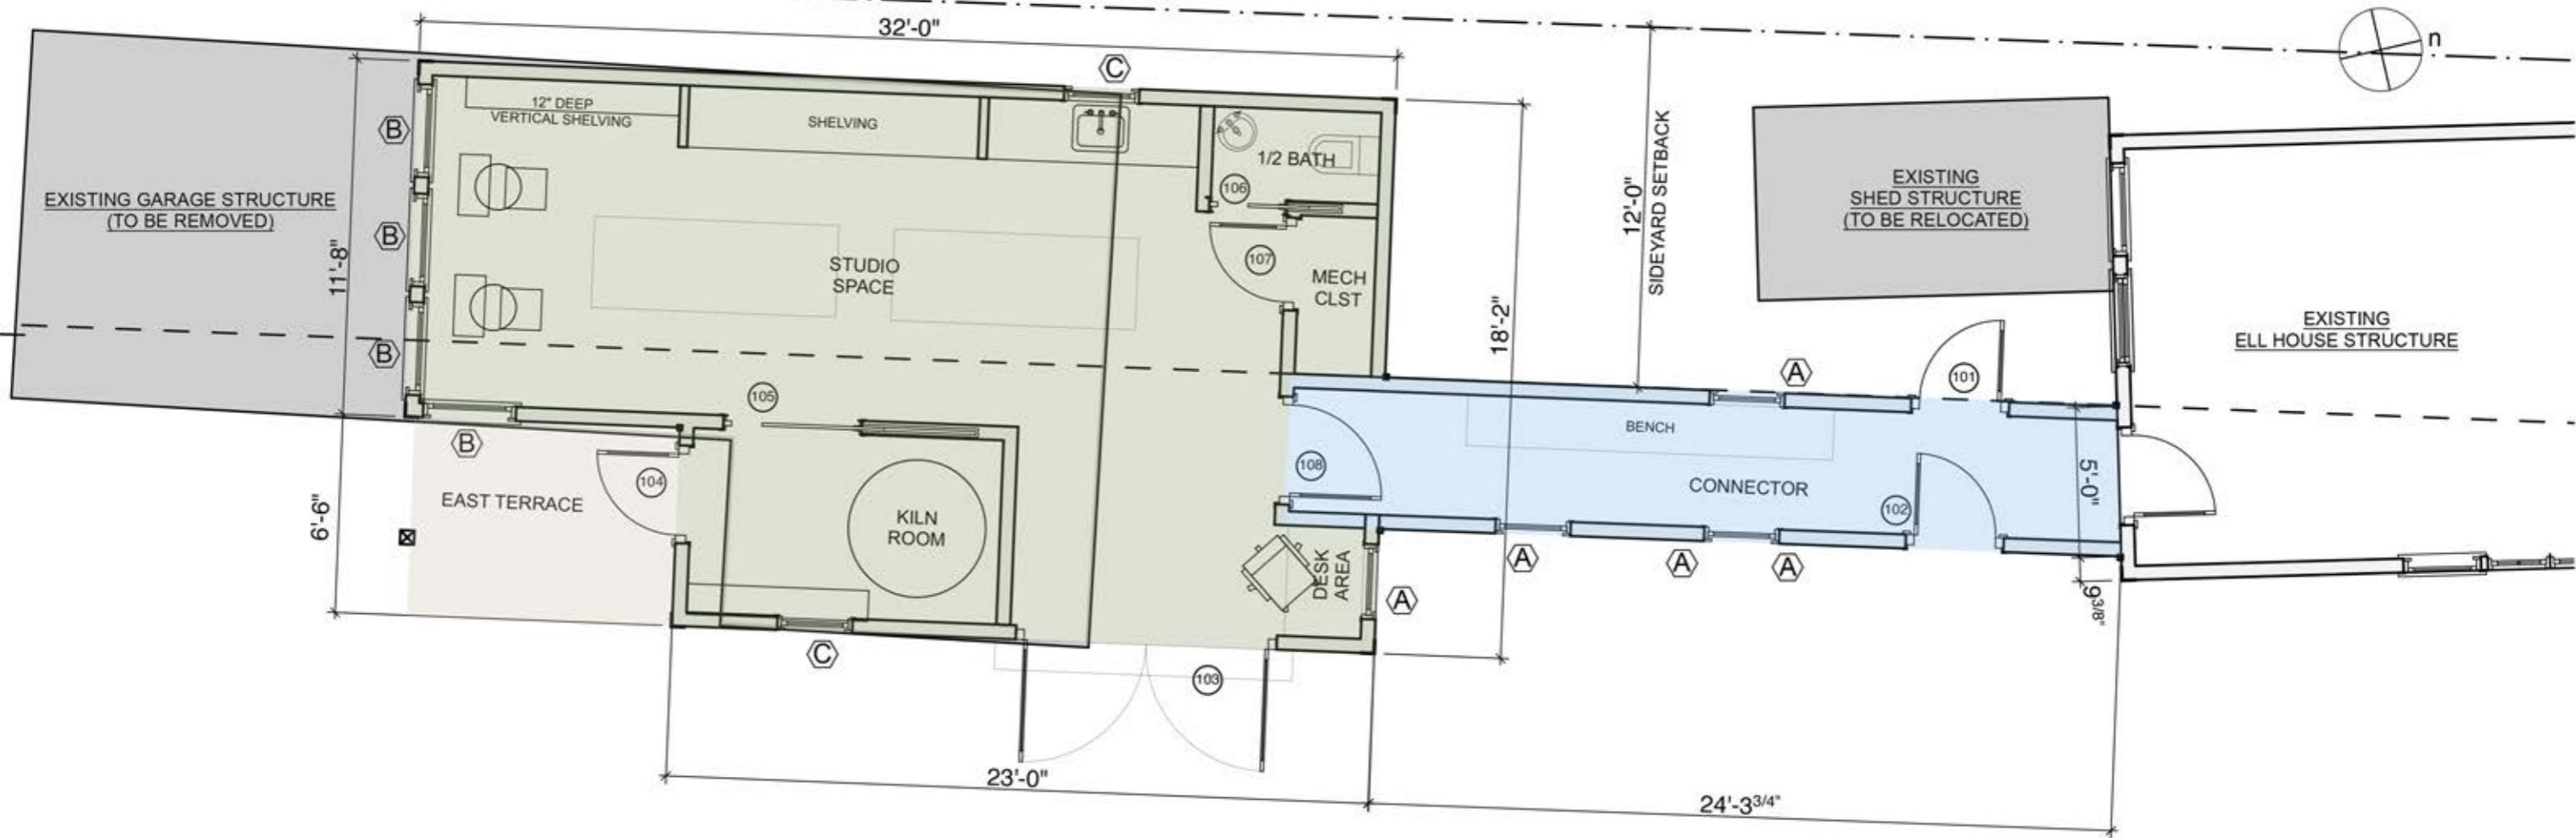 32'-0"
n
C
12" DEEP
VERTICAL SHELVING
SHELVING
B
1/2 BATH
106
SIDEYARD SETBACK
12'-0"
EXISTING GARAGE STRUCTURE
(TO BE REMOVED)
EXISTING
SHED STRUCTURE
(TO BE RELOCATED)
B
11'-8"
STUDIO
SPACE
107
MECH
CLST
18'-2"
EXISTING
ELL HOUSE STRUCTURE
B
105
A
101
B
BENCH
108
CONNECTOR
5'-0"
104
EAST TERRACE
6'-6"
KILN
ROOM
102
DESK
AREA
A
A
A
A
9 3/8"
C
103
23'-0"
24'-3 3/4"